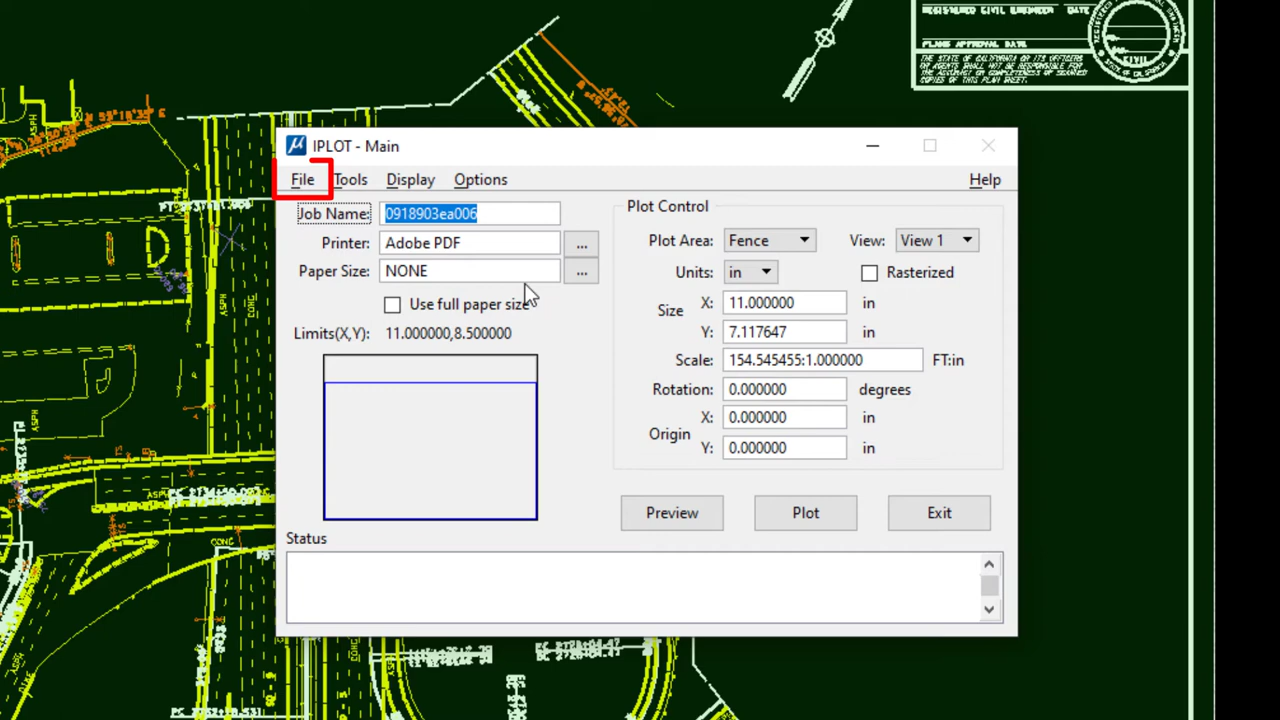 REGISTERED CIVIL ENGINEER DATE
PLANS APPROVAL DATE
THE STATE OF CALIFORNIA OR ITS OFFICERS
OR AGENTS SHALL NOT BE RESPONSIBLE FOR
THE ACCURACY OR COMPLETENESS OF SCANNED
COPIES OF THIS PLAN SHEET.
CIVIL
IPLOT - Main
File Tools Display Options Help
Job Name: 0918903ea006
Printer: Adobe PDF ...
Paper Size: NONE ...
Use full paper size
Limits(X,Y): 11.000000,8.500000
Plot Control
Plot Area: Fence View: View 1
Units: in Rasterized
Size X: 11.000000 in
Y: 7.117647 in
Scale: 154.545455:1.000000 FT:in
Rotation: 0.000000 degrees
Origin X: 0.000000 in
Y: 0.000000 in
Preview Plot Exit
Status
ASPH
CONC